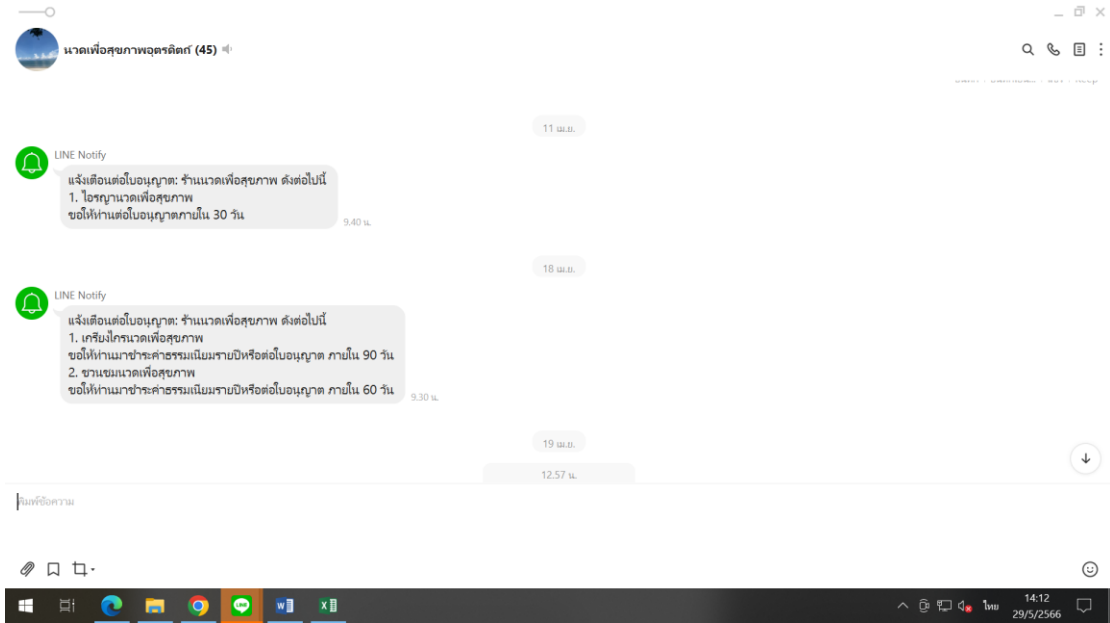 นวดเพื่อสุขภาพอุตรดิตถ์ (45)
11 เม.ย.
LINE Notify
แจ้งเตือนต่อใบอนุญาต: ร้านนวดเพื่อสุขภาพ ดังต่อไปนี้
1. ไอรญานวดเพื่อสุขภาพ
ขอให้ท่านต่อใบอนุญาตภายใน 30 วัน
9.40 น.
18 เม.ย.
LINE Notify
แจ้งเตือนต่อใบอนุญาต: ร้านนวดเพื่อสุขภาพ ดังต่อไปนี้
1. เกรียงไกรนวดเพื่อสุขภาพ
ขอให้ท่านมาชำระค่าธรรมเนียมรายปีหรือต่อใบอนุญาต ภายใน 90 วัน
2. ชวนชมนวดเพื่อสุขภาพ
ขอให้ท่านมาชำระค่าธรรมเนียมรายปีหรือต่อใบอนุญาต ภายใน 60 วัน
9.30 น.
19 เม.ย.
12.57 น.
พิมพ์ข้อความ
ไทย
14:12
29/5/2566